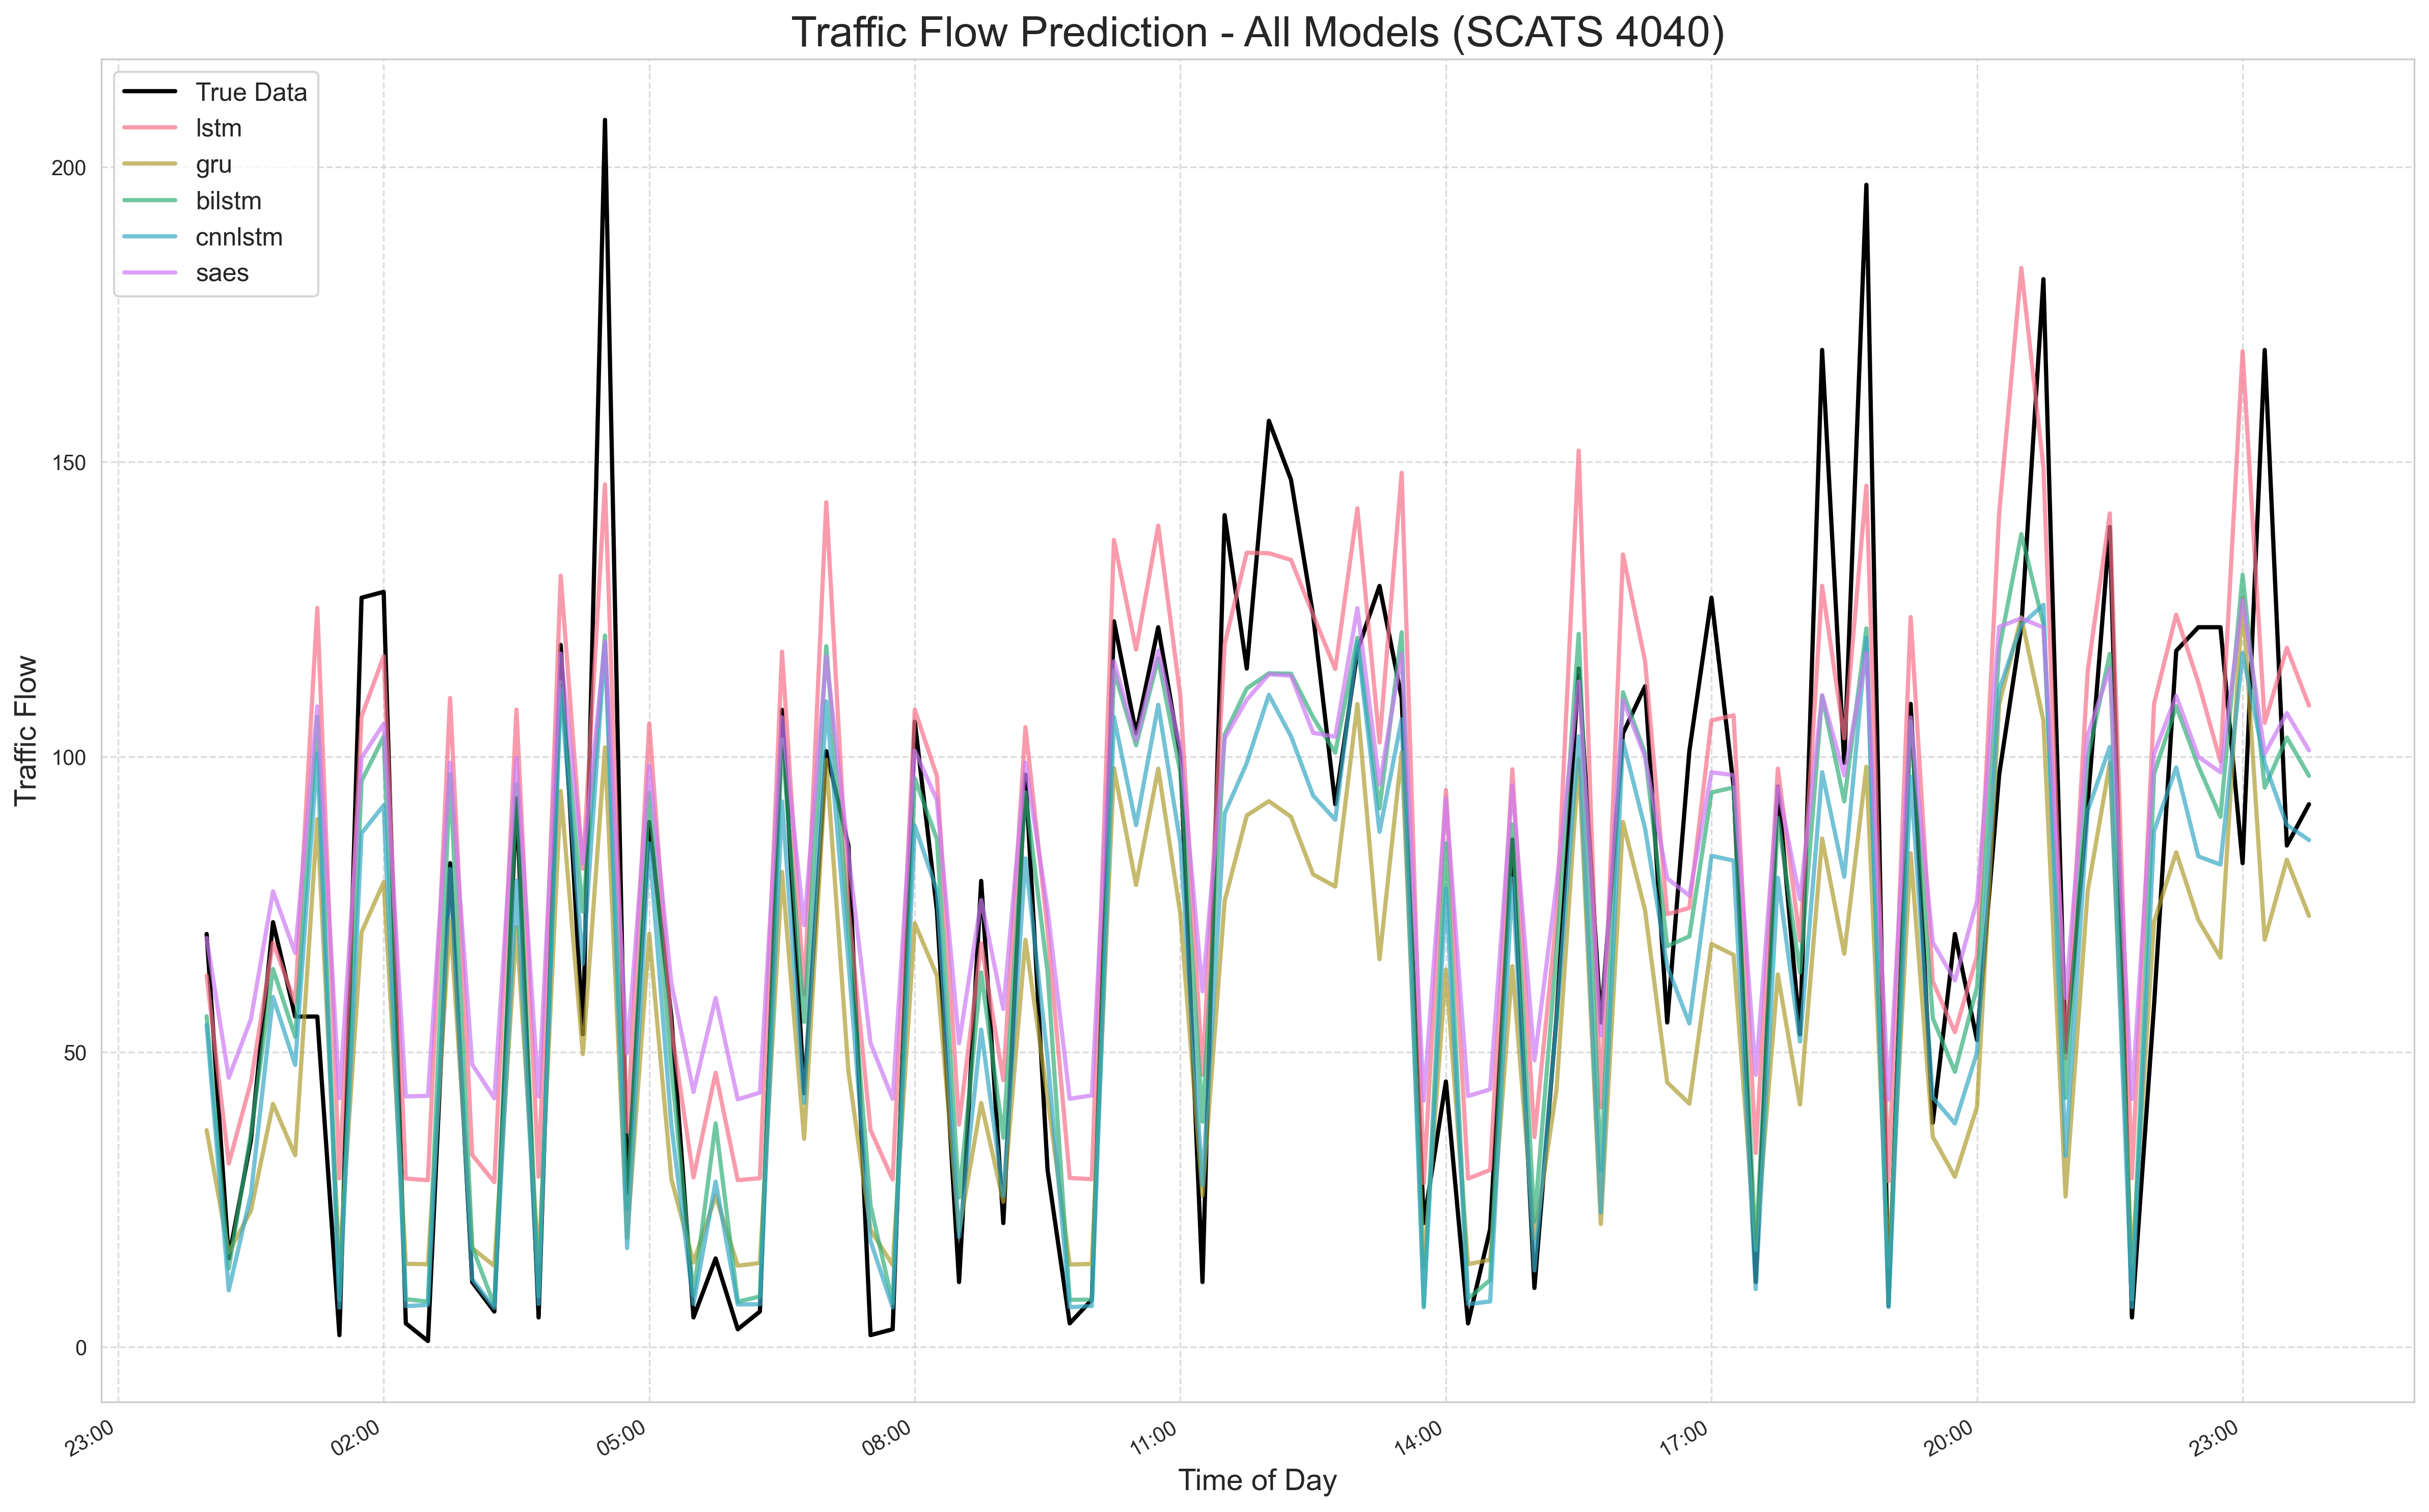 Traffic Flow Prediction - All Models (SCATS 4040)
True Data
lstm
gru
bilstm
cnnlstm
saes
Traffic Flow
200
150
100
50
0
23:00
02:00
05:00
08:00
11:00
14:00
17:00
20:00
23:00
Time of Day